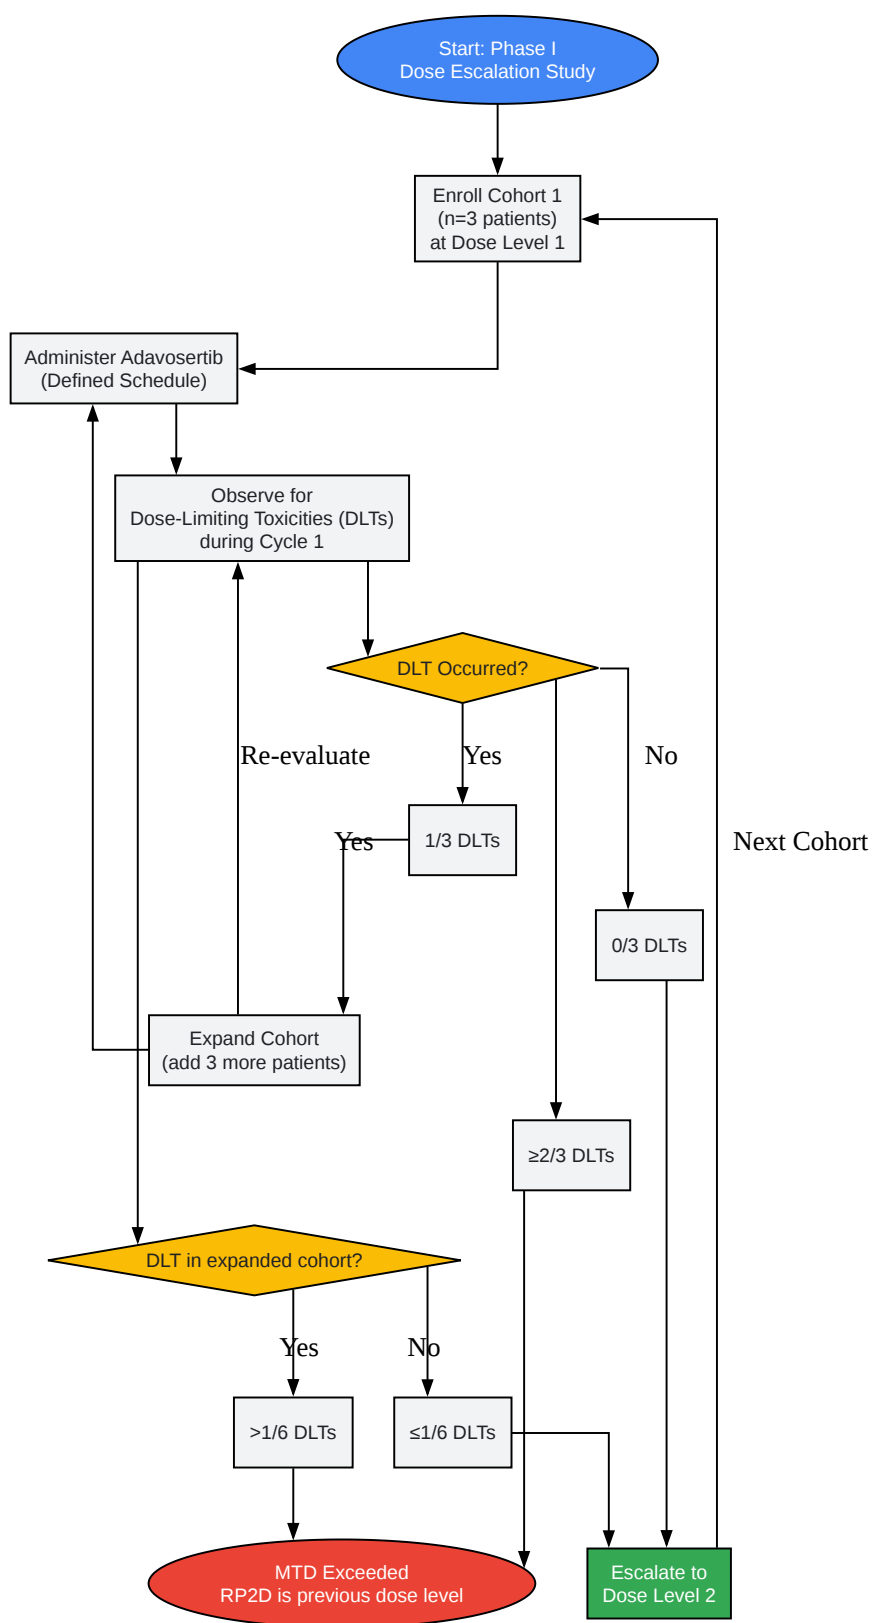 Start: Phase I
Dose Escalation Study
Enroll Cohort 1
(n=3 patients)
at Dose Level 1
Administer Adavosertib
(Defined Schedule)
Observe for
Dose-Limiting Toxicities (DLTs)
during Cycle 1
DLT Occurred?
Re-evaluate
Yes
No
Yes
1/3 DLTs
Next Cohort
0/3 DLTs
Expand Cohort
(add 3 more patients)
≥2/3 DLTs
DLT in expanded cohort?
Yes
No
>1/6 DLTs
≤1/6 DLTs
MTD Exceeded
RP2D is previous dose level
Escalate to
Dose Level 2